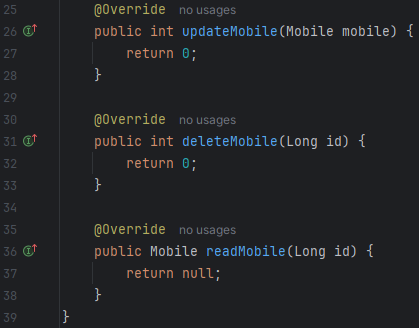 25 @Override no usages
26 public int updateMobile(Mobile mobile) {
27 return 0;
28 }
29
30 @Override no usages
31 public int deleteMobile(Long id) {
32 return 0;
33 }
34
35 @Override no usages
36 public Mobile readMobile(Long id) {
37 return null;
38 }
39 }